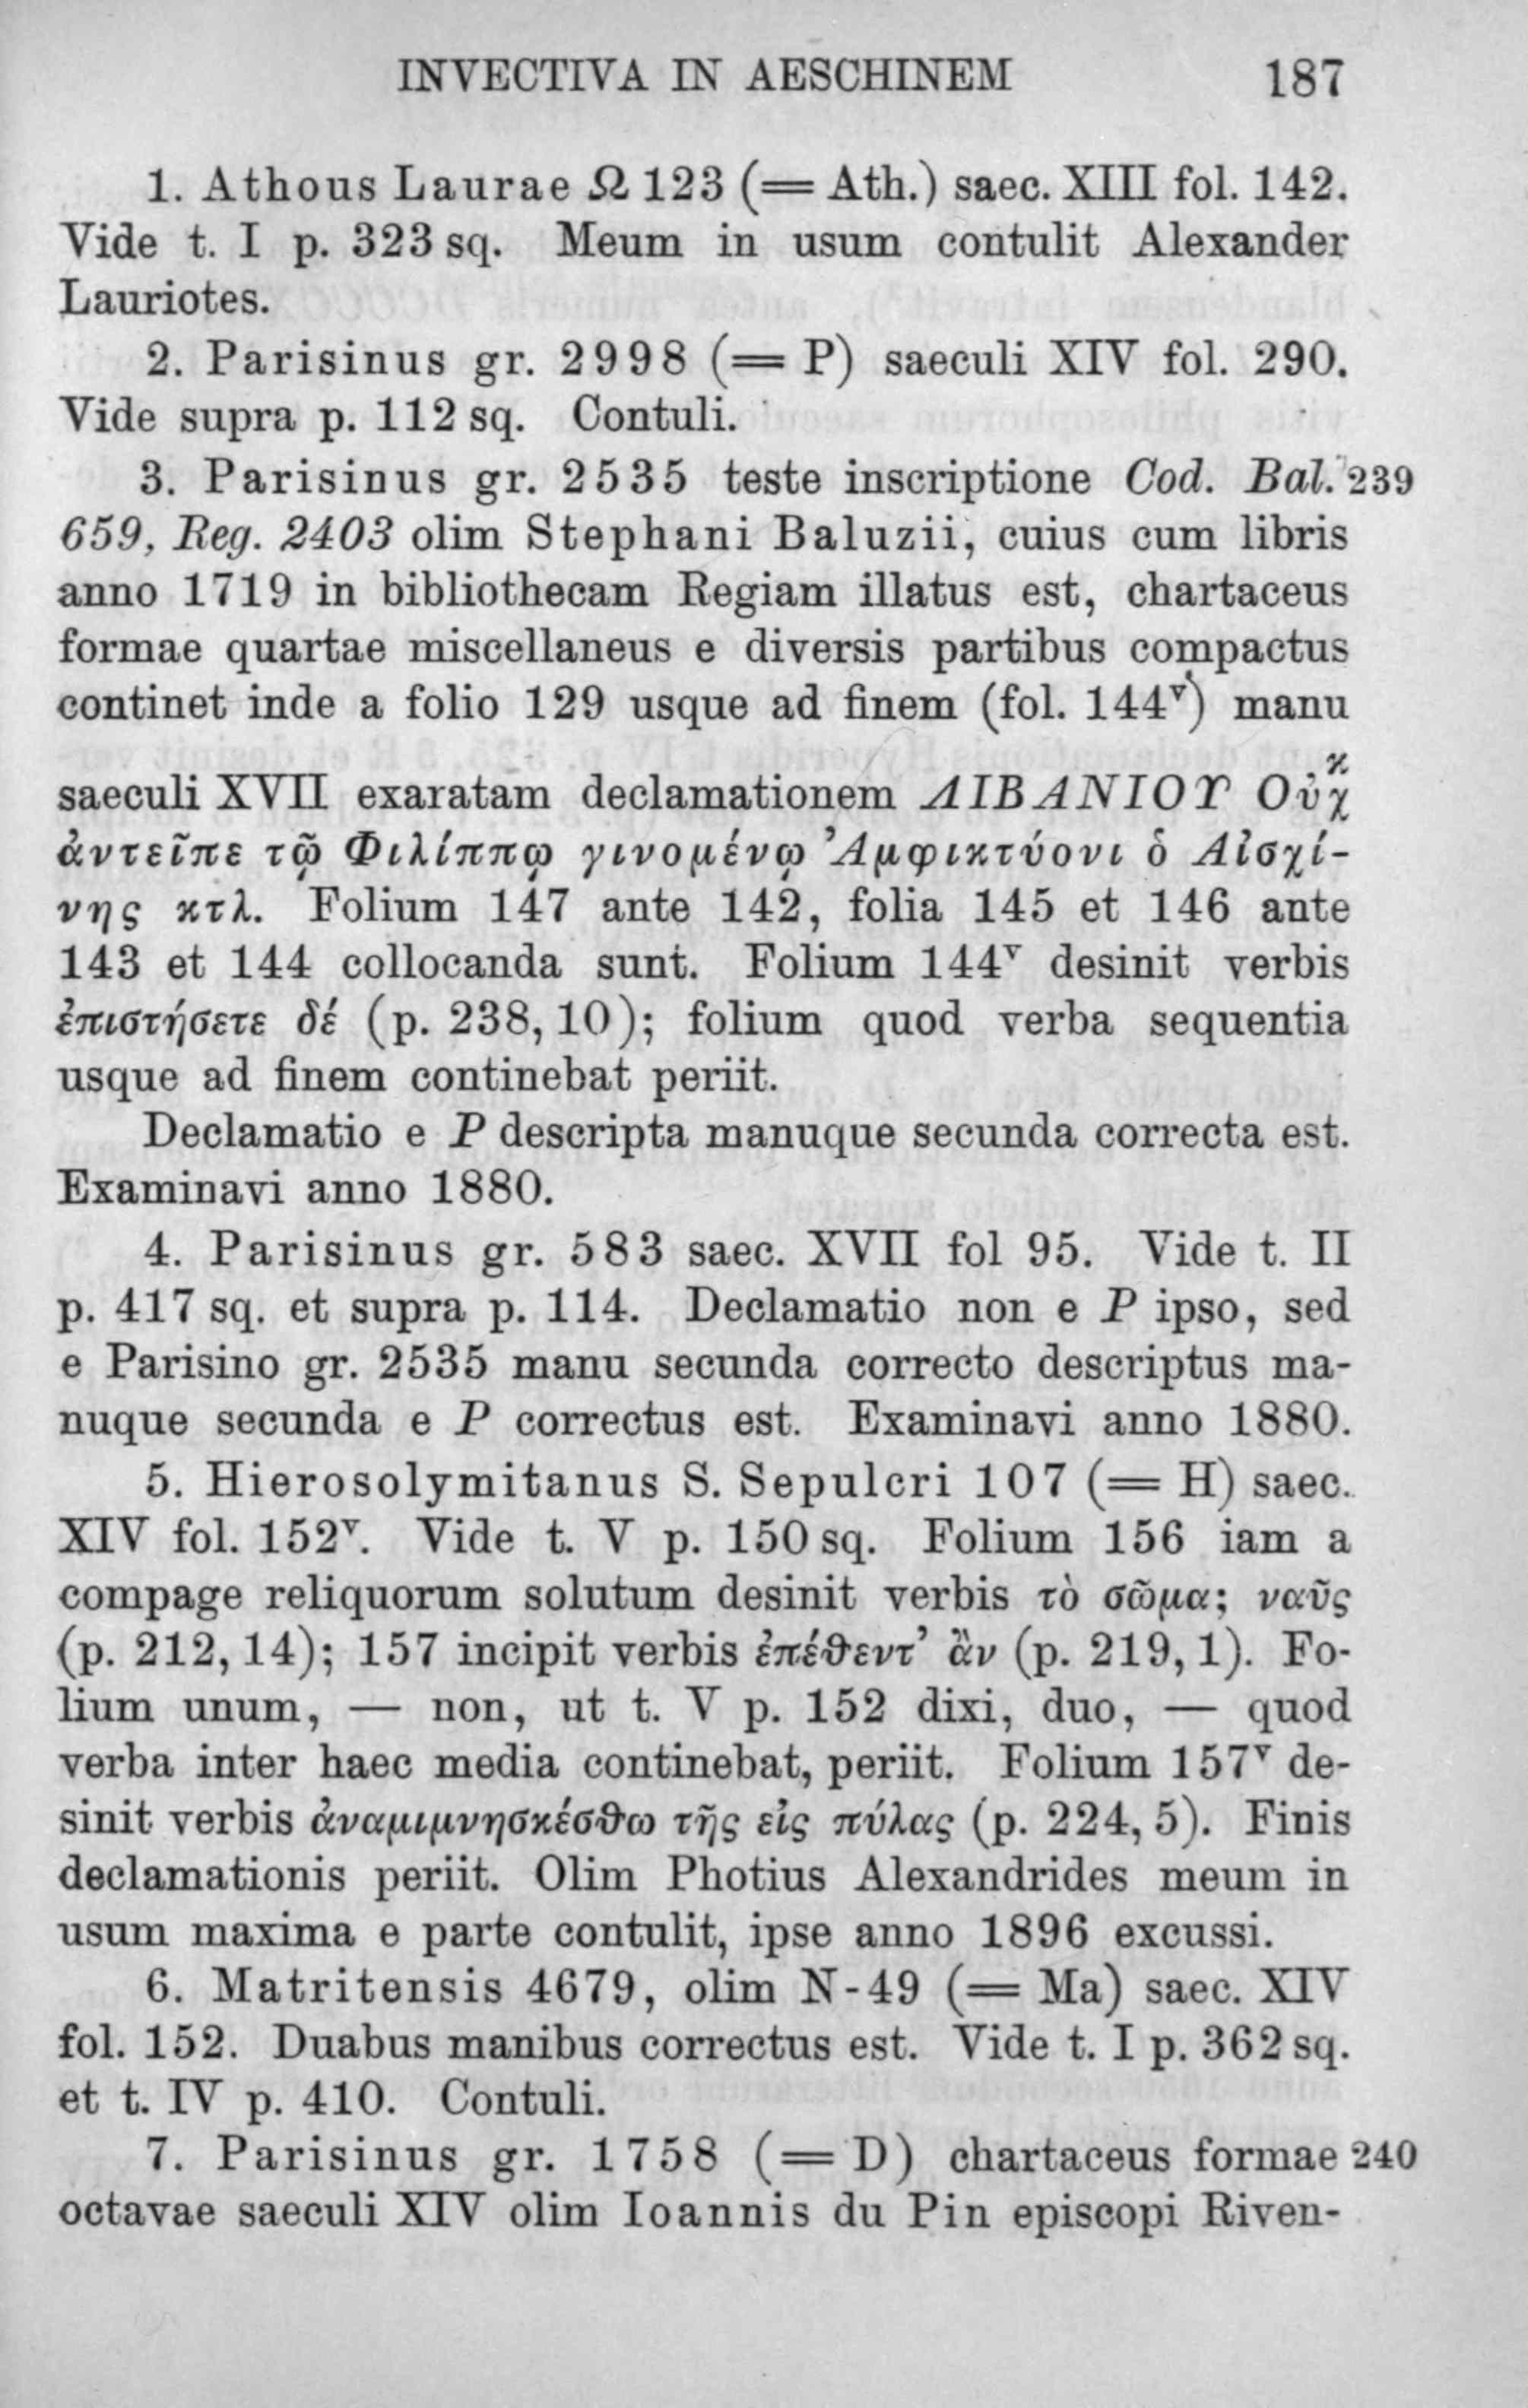 INVECTIVA IN AESCHINEM 187
1. Athous Laurae Ω 123 (= Ath.) saec. XIII fol. 142.
Vide t. I p. 323 sq. Meum in usum contulit Alexander
Lauriotes.
2. Parisinus gr. 2998 (= P) saeculi XIV fol. 290.
Vide supra p. 112 sq. Contuli.
3. Parisinus gr. 2535 teste inscriptione Cod. Bal. 239
659, Reg. 2403 olim Stephani Baluzii, cuius cum libris
anno 1719 in bibliothecam Regiam illatus est, chartaceus
formae quartae miscellaneus e diversis partibus compactus
continet inde a folio 129 usque ad finem (fol. 144ᵛ) manu
saeculi XVII exaratam declamationem ΛΙΒΑΝΙΟΥ Οὐχ κ
ἀντεῖπε τῷ Φιλίππῳ γινομένῳ Ἀμφικτύονι ὁ Αἰσχί-
νης κτλ. Folium 147 ante 142, folia 145 et 146 ante
143 et 144 collocanda sunt. Folium 144ᵛ desinit verbis
ἐπιστήσετε δέ (p. 238, 10); folium quod verba sequentia
usque ad finem continebat periit.
Declamatio e P descripta manuque secunda correcta est.
Examinavi anno 1880.
4. Parisinus gr. 583 saec. XVII fol 95. Vide t. II
p. 417 sq. et supra p. 114. Declamatio non e P ipso, sed
e Parisino gr. 2535 manu secunda correcto descriptus ma-
nuque secunda e P correctus est. Examinavi anno 1880.
5. Hierosolymitanus S. Sepulcri 107 (= H) saec.
XIV fol. 152ᵛ. Vide t. V p. 150 sq. Folium 156 iam a
compage reliquorum solutum desinit verbis τὸ σῶμα; ναῦς
(p. 212, 14); 157 incipit verbis ἐπέθεντ’ ἂν (p. 219, 1). Fo-
lium unum, — non, ut t. V p. 152 dixi, duo, — quod
verba inter haec media continebat, periit. Folium 157ᵛ de-
sinit verbis ἀναμιμνησκέσθω τῆς εἰς πύλας (p. 224, 5). Finis
declamationis periit. Olim Photius Alexandrides meum in
usum maxima e parte contulit, ipse anno 1896 excussi.
6. Matritensis 4679, olim N-49 (= Ma) saec. XIV
fol. 152. Duabus manibus correctus est. Vide t. I p. 362 sq.
et t. IV p. 410. Contuli.
7. Parisinus gr. 1758 (= D) chartaceus formae 240
octavae saeculi XIV olim Ioannis du Pin episcopi Riven-